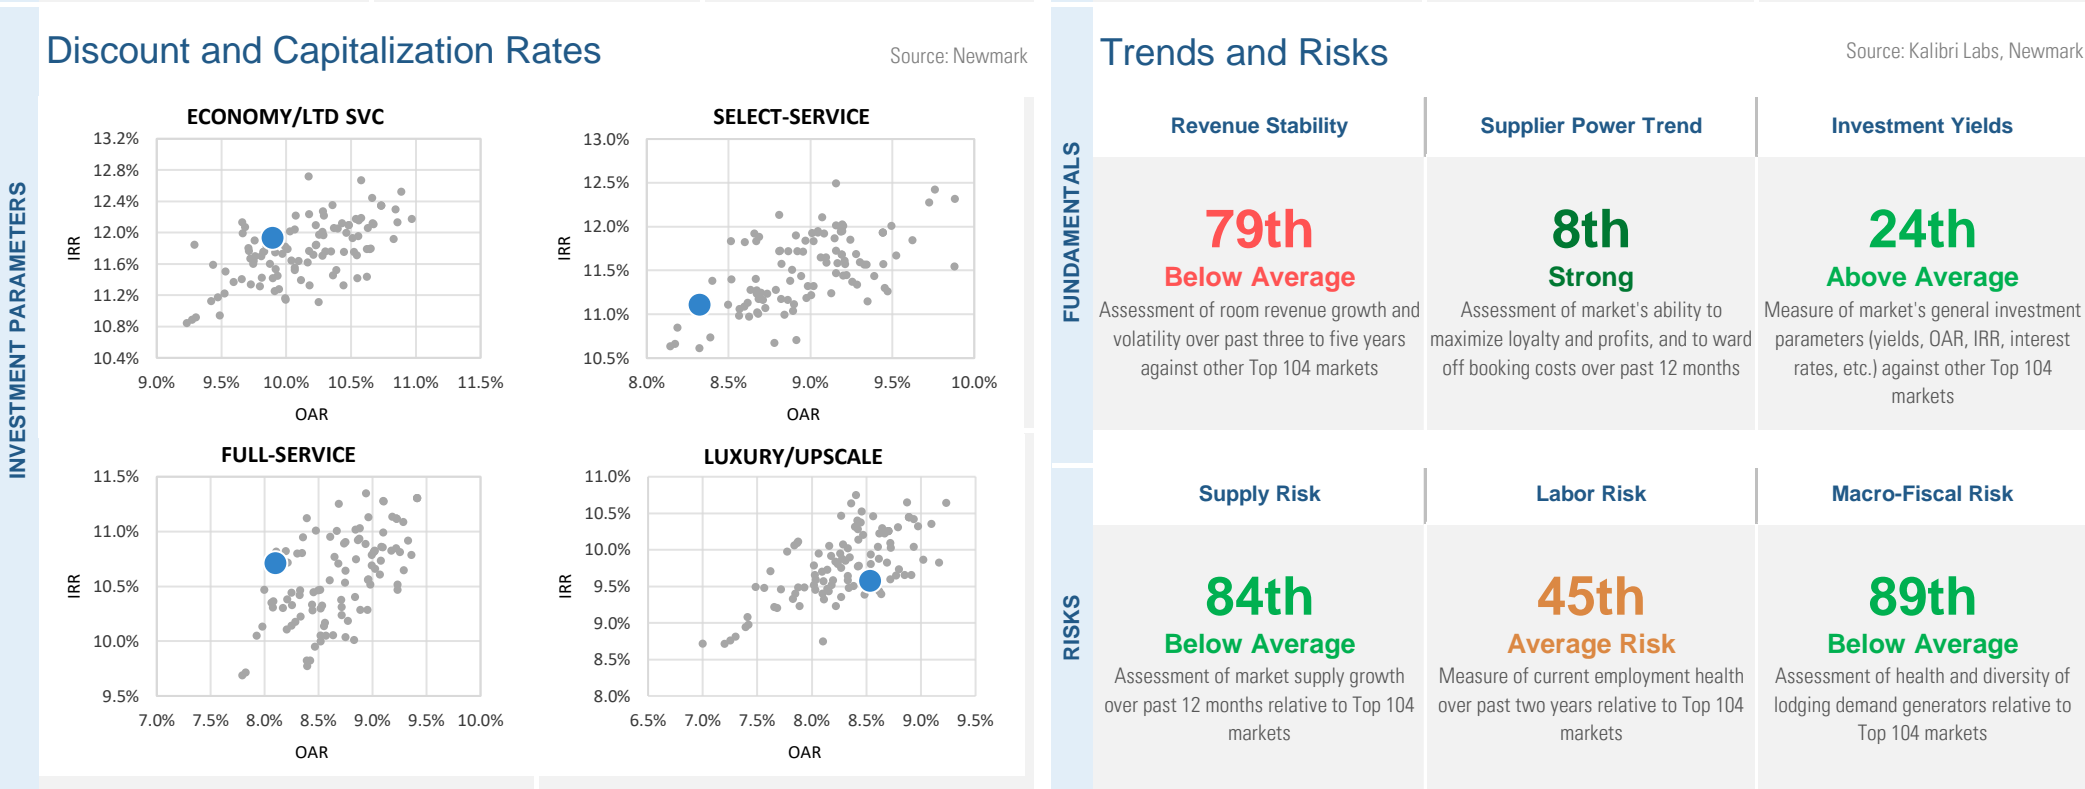 INVESTMENT PARAMETERS
Discount and Capitalization Rates
Source: Newmark
ECONOMY/LTD SVC
13.2%
12.8%
12.4%
12.0%
11.6%
11.2%
10.8%
10.4%
IRR
9.0% 9.5% 10.0% 10.5% 11.0% 11.5%
OAR
SELECT-SERVICE
13.0%
12.5%
12.0%
11.5%
11.0%
10.5%
IRR
8.0% 8.5% 9.0% 9.5% 10.0%
OAR
FULL-SERVICE
11.5%
11.0%
10.5%
10.0%
9.5%
IRR
7.0% 7.5% 8.0% 8.5% 9.0% 9.5% 10.0%
OAR
LUXURY/UPSCALE
11.0%
10.5%
10.0%
9.5%
9.0%
8.5%
8.0%
IRR
6.5% 7.0% 7.5% 8.0% 8.5% 9.0% 9.5%
OAR
Trends and Risks
Source: Kalibri Labs, Newmark
FUNDAMENTALS
Revenue Stability
79th
Below Average
Assessment of room revenue growth and
volatility over past three to five years
against other Top 104 markets
Supplier Power Trend
8th
Strong
Assessment of market's ability to
maximize loyalty and profits, and to ward
off booking costs over past 12 months
Investment Yields
24th
Above Average
Measure of market's general investment
parameters (yields, OAR, IRR, interest
rates, etc.) against other Top 104
markets
RISKS
Supply Risk
84th
Below Average
Assessment of market supply growth
over past 12 months relative to Top 104
markets
Labor Risk
45th
Average Risk
Measure of current employment health
over past two years relative to Top 104
markets
Macro-Fiscal Risk
89th
Below Average
Assessment of health and diversity of
lodging demand generators relative to
Top 104 markets